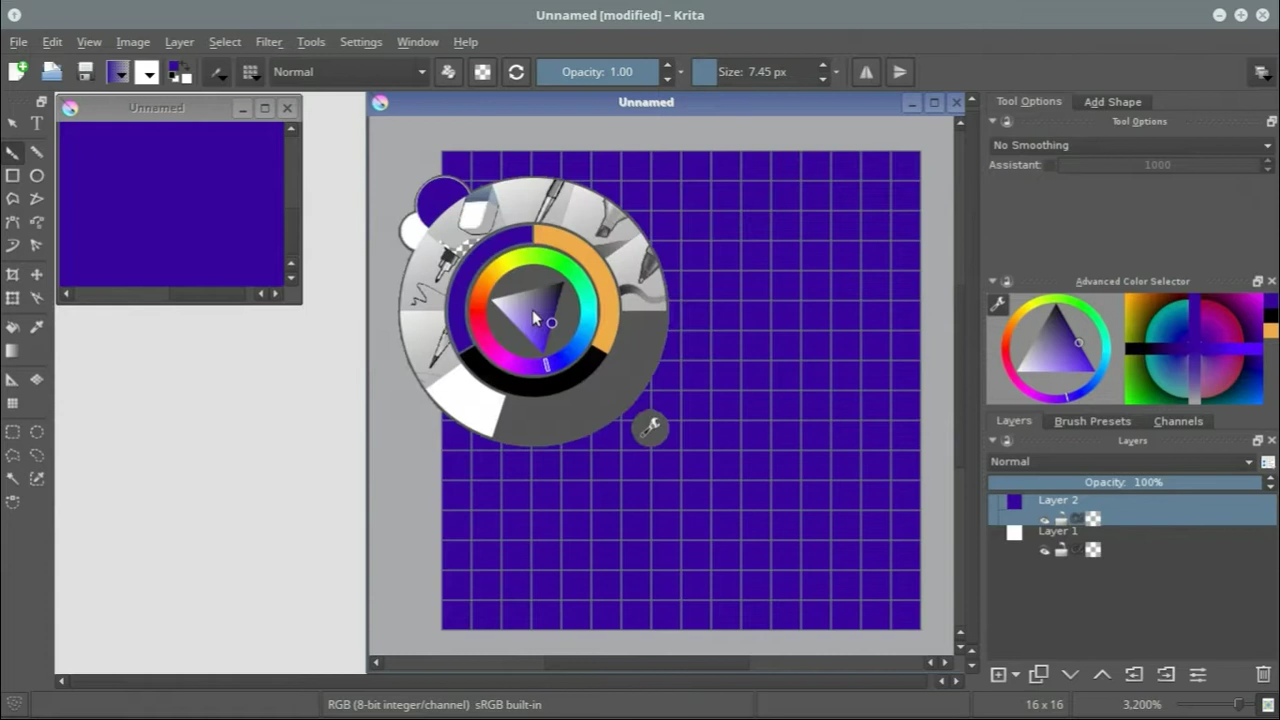 Unnamed [modified] – Krita
File Edit View Image Layer Select Filter Tools Settings Window Help
Normal Opacity: 1.00 Size: 7.45 px
Unnamed
Unnamed
Tool Options Add Shape
Tool Options
No Smoothing
Assistant: 1000
Advanced Color Selector
Layers Brush Presets Channels
Layers
Normal
Opacity: 100%
Layer 2
Layer 1
RGB (8-bit integer/channel) sRGB built-in 16 x 16 3,200%